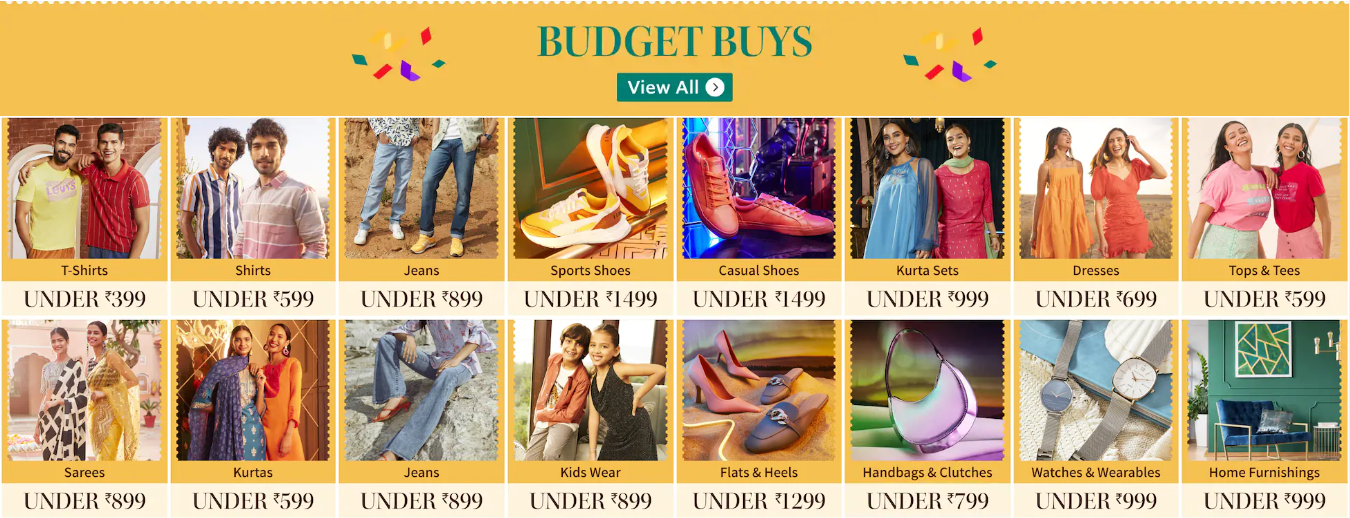 BUDGET BUYS
View All
T-Shirts
UNDER ₹399
Shirts
UNDER ₹599
Jeans
UNDER ₹899
Sports Shoes
UNDER ₹1499
Casual Shoes
UNDER ₹1499
Kurta Sets
UNDER ₹999
Dresses
UNDER ₹699
Tops & Tees
UNDER ₹599
Sarees
UNDER ₹899
Kurtas
UNDER ₹599
Jeans
UNDER ₹899
Kids Wear
UNDER ₹899
Flats & Heels
UNDER ₹1299
Handbags & Clutches
UNDER ₹799
Watches & Wearables
UNDER ₹999
Home Furnishings
UNDER ₹999